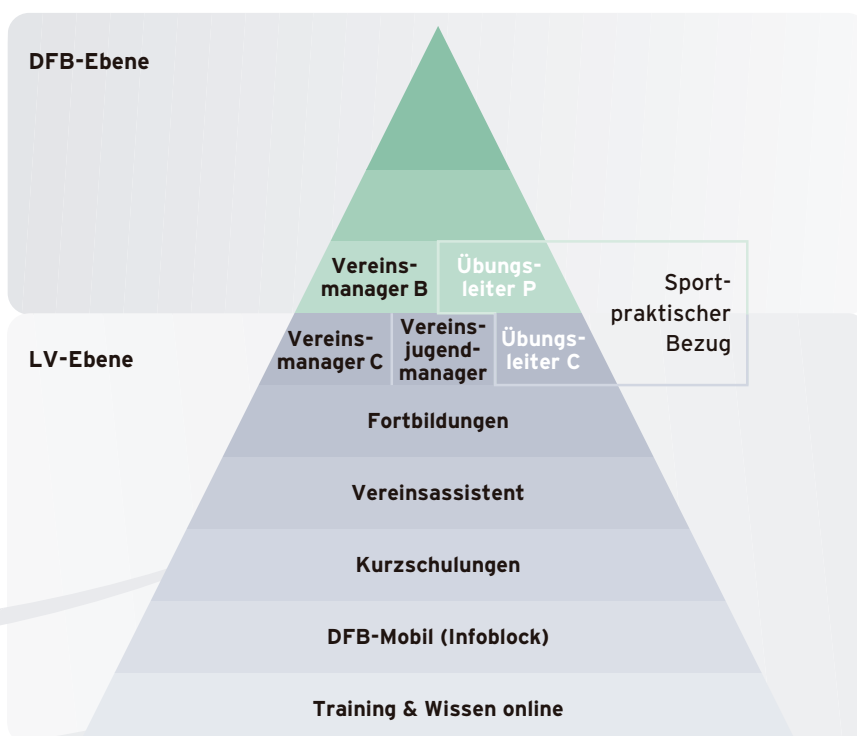 DFB-Ebene
Vereins-
manager B
Übungs-
leiter P
Sport-
praktischer
Bezug
LV-Ebene
Vereins-
manager C
Vereins-
jugend-
manager
Übungs-
leiter C
Fortbildungen
Vereinsassistent
Kurzschulungen
DFB-Mobil (Infoblock)
Training & Wissen online